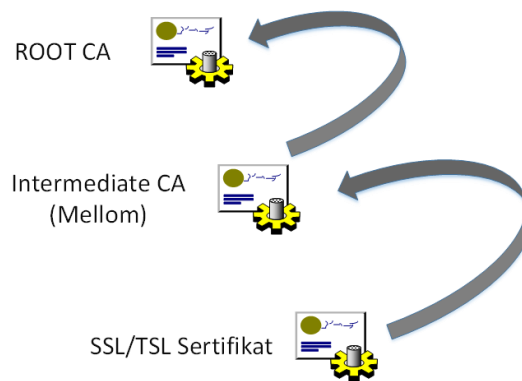 ROOT CA
Intermediate CA
(Mellom)
SSL/TSL Sertifikat